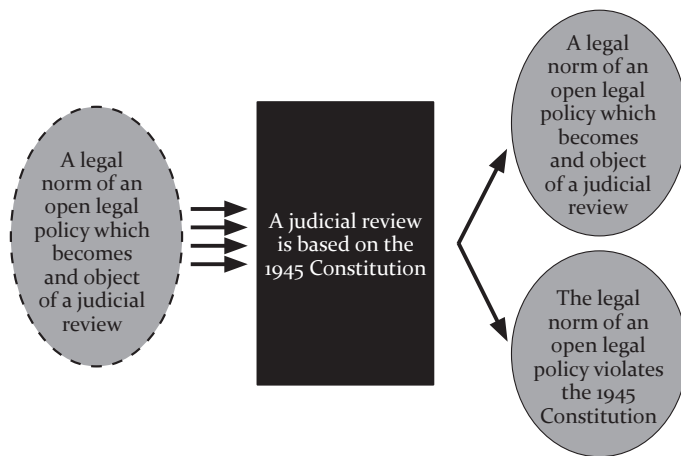 A legal
norm of an
open legal
policy which
becomes
and object
of a judicial
review
A judicial review
is based on the
1945 Constitution
A legal
norm of an
open legal
policy which
becomes
and object
of a judicial
review
The legal
norm of an
open legal
policy violates
the 1945
Constitution